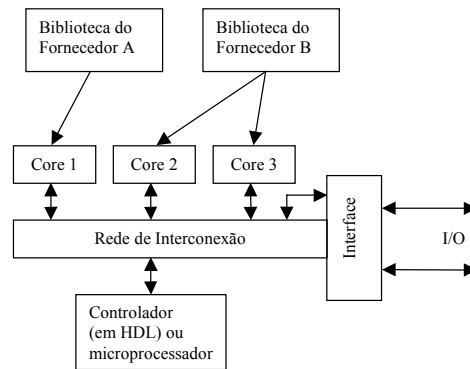 Biblioteca do
Fornecedor A
Biblioteca do
Fornecedor B
Core 1
Core 2
Core 3
Rede de Interconexão
Interface
I/O
Controlador
(em HDL) ou
microprocessador